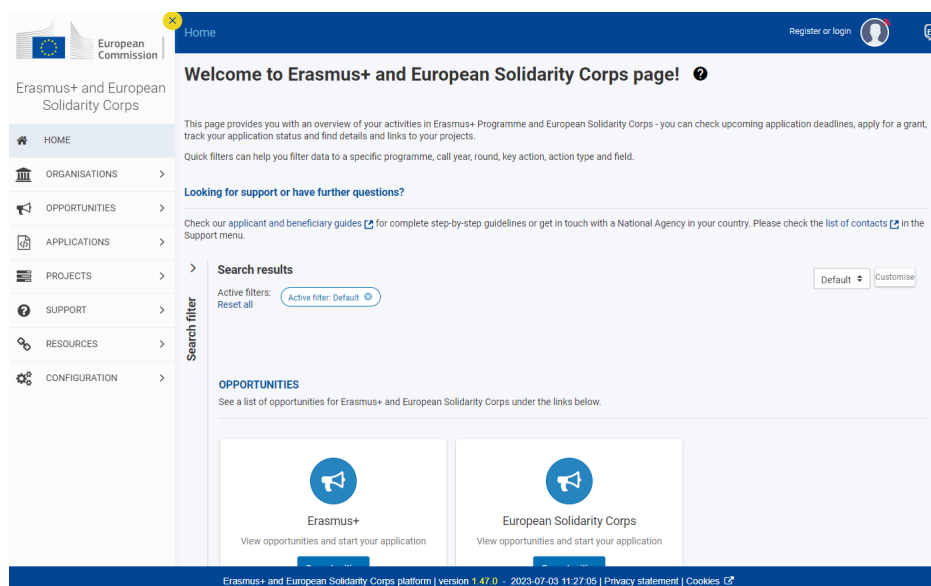 European
Commission
Erasmus+ and European
Solidarity Corps
HOME
ORGANISATIONS
OPPORTUNITIES
APPLICATIONS
PROJECTS
SUPPORT
RESOURCES
CONFIGURATION
Home
Register or login
Welcome to Erasmus+ and European Solidarity Corps page!
This page provides you with an overview of your activities in Erasmus+ Programme and European Solidarity Corps - you can check upcoming application deadlines, apply for a grant,
track your application status and find details and links to your projects.
Quick filters can help you filter data to a specific programme, call year, round, key action, action type and field.
Looking for support or have further questions?
Check our applicant and beneficiary guides for complete step-by-step guidelines or get in touch with a National Agency in your country. Please check the list of contacts in the
Support menu.
Search filter
Search results
Default
Customise
Active filters:
Reset all
Active filter: Default
OPPORTUNITIES
See a list of opportunities for Erasmus+ and European Solidarity Corps under the links below.
Erasmus+
View opportunities and start your application
European Solidarity Corps
View opportunities and start your application
Erasmus+ and European Solidarity Corps platform | version 1.47.0 - 2023-07-03 11:27:05 | Privacy statement | Cookies